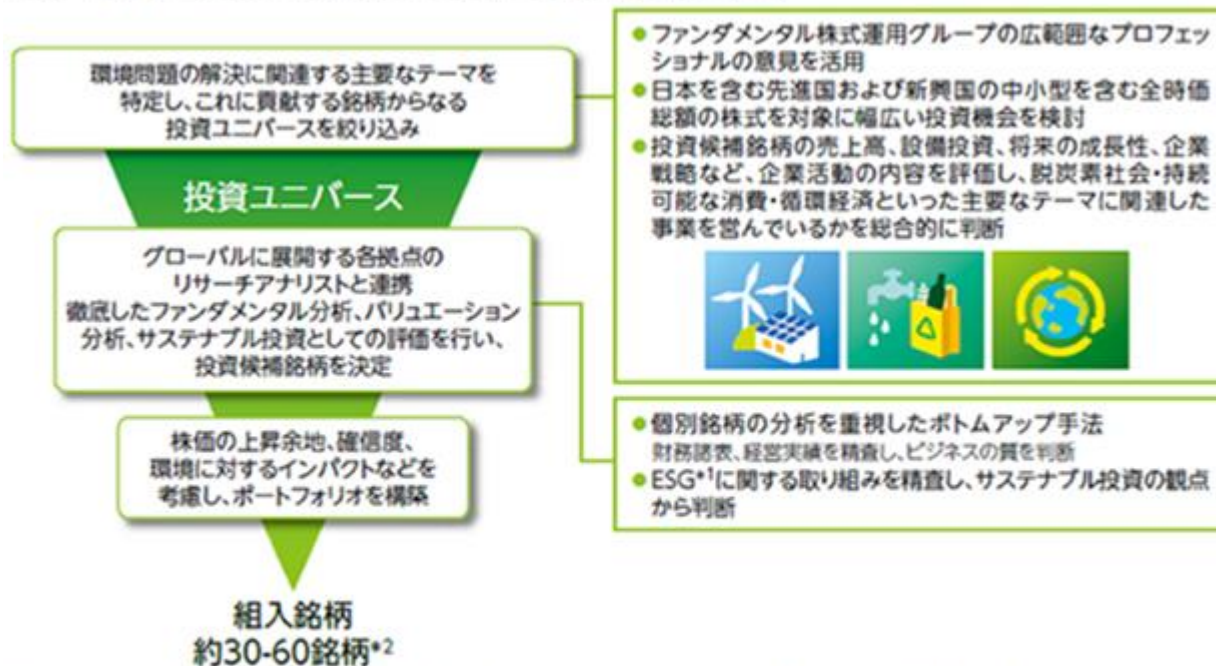 環境問題の解決に関連する主要なテーマを
特定し、これに貢献する銘柄からなる
投資ユニバースを絞り込み
投資ユニバース
グローバルに展開する各拠点の
リサーチアナリストと連携
徹底したファンダメンタル分析、バリュエーション
分析、サステナブル投資としての評価を行い、
投資候補銘柄を決定
株価の上昇余地、確信度、
環境に対するインパクトなどを
考慮し、ポートフォリオを構築
組入銘柄
約30-60銘柄*2
●ファンダメンタル株式運用グループの広範囲なプロフェッ
ショナルの意見を活用
●日本を含む先進国および新興国の中小型を含む全時価
総額の株式を対象に幅広い投資機会を検討
●投資候補銘柄の売上高、設備投資、将来の成長性、企業
戦略など、企業活動の内容を評価し、脱炭素社会・持続
可能な消費・循環経済といった主要なテーマに関連した
事業を営んでいるかを総合的に判断
●個別銘柄の分析を重視したボトムアップ手法
財務諸表、経営実績を精査し、ビジネスの質を判断
●ESG*1に関する取り組みを精査し、サステナブル投資の観点
から判断